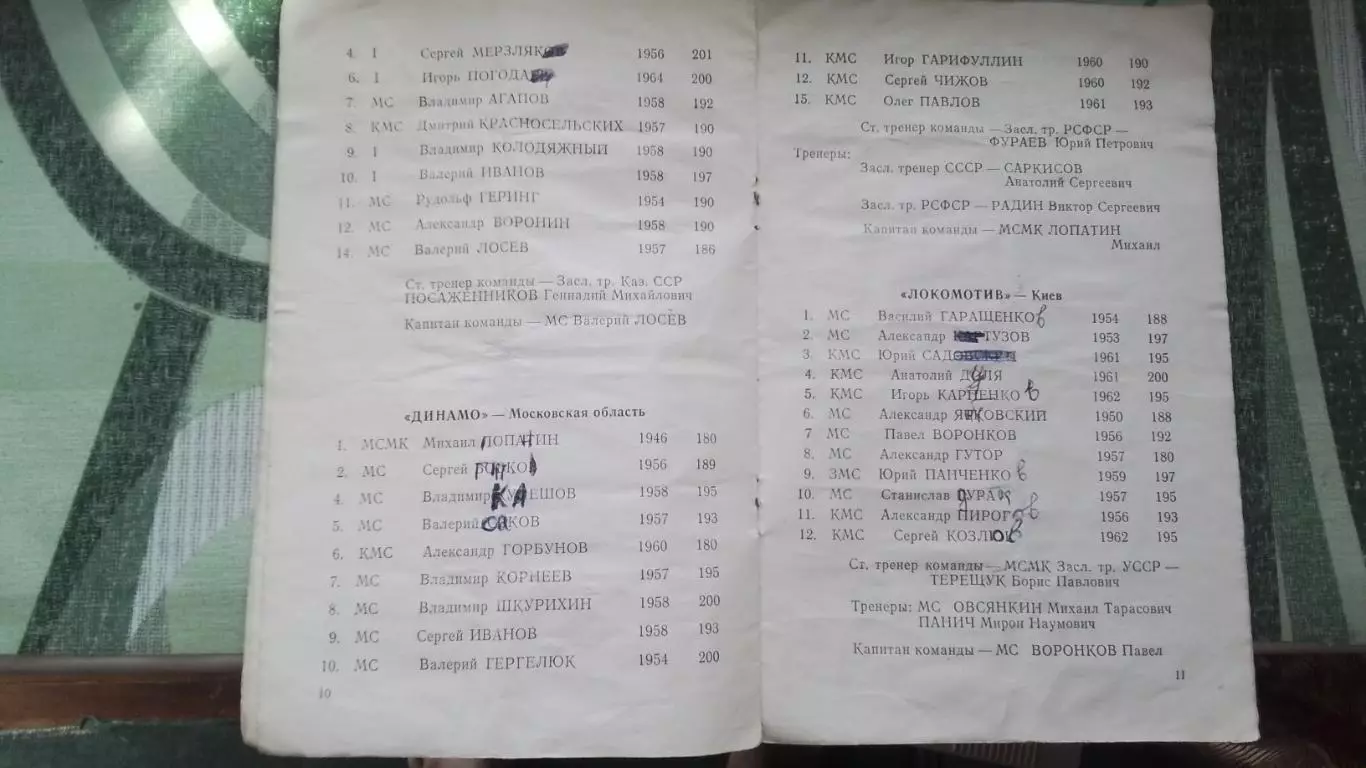 4. I Сергей 1956 201
6. I Игорь 1964 200
7. МС Владимир АГАПОВ 1958 192
8. КМС Дмитрий КРАСНОСЕЛЬСКИХ 1957 190
9. I Владимир КОЛОДЯЖНЫЙ 1958 190
10. I Валерий ИВАНОВ 1958 197
11. МС Рудольф ГЕРИНГ 1954 190
12. МС Александр ВОРОНИН 1958 190
14. МС Валерий ЛОСЕВ 1957 186
Ст. тренер команды — Засл. тр. Каз. ССР
ПОСАЖЕННИКОВ Геннадий Михайлович
Капитан команды — МС Валерий ЛОСЕВ
«ДИНАМО» — Московская область
1. МСМК Михаил ЛОПАТИН 1946 180
2. МС Сергей 1956 189
4. МС Владимир 1958 195
5. МС Валерий 1957 193
6. КМС Александр ГОРБУНОВ 1960 180
7. МС Владимир КОРНЕЕВ 1957 195
8. МС Владимир ШКУРИХИН 1958 200
9. МС Сергей ИВАНОВ 1958 193
10. МС Валерий ГЕРГЕЛЮК 1954 200
10
11. КМС Игор ГАРИФУЛЛИН 1960 190
12. КМС Сергей ЧИЖОВ 1960 192
15. КМС Олег ПАВЛОВ 1961 193
Ст. тренер команды — Засл. тр. РСФСР —
ФУРАЕВ Юрий Петрович
Тренеры:
Засл. тренер СССР — САРКИСОВ
Анатолий Сергеевич
Засл. тр. РСФСР — РАДИН Виктор Сергеевич
Капитан команды — МСМК ЛОПАТИН
Михаил
«ЛОКОМОТИВ» — Киев
1. МС Василий ГАРАЩЕНКОв 1954 188
2. МС Александр 1953 197
3. КМС Юрий 1961 195
4. КМС Анатолий 1961 200
5. КМС Игорь КАРПЕНКОв 1962 195
6. МС Александр 1950 188
7 МС Павел ВОРОНКОВ 1956 192
8. МС Александр ГУТОР 1957 180
9. ЗМС Юрий ПАНЧЕНКОв 1959 197
10. МС Станислав 1957 195
11. КМС Александр 1956 193
12. КМС Сергей 1962 195
Ст. тренер команды — МСМК Засл. тр. УССР —
ТЕРЕЩУК Борис Павлович
Тренеры: МС ОВСЯНКИН Михаил Тарасович
ПАНИЧ Мирон Наумович
Капитан команды — МС ВОРОНКОВ Павел
11